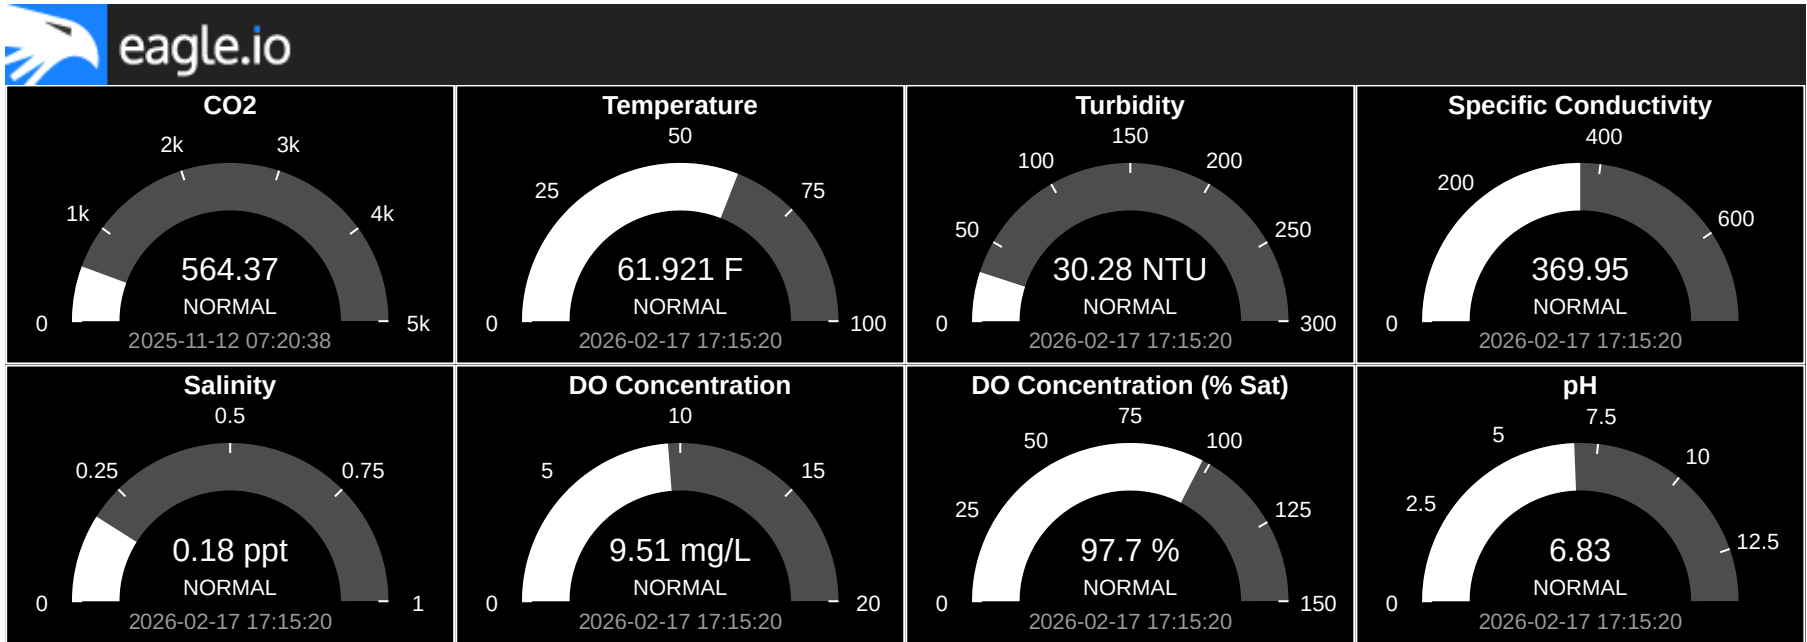 eagle.io
CO2
2k
3k
1k
4k
0
5k
564.37
NORMAL
2025-11-12 07:20:38
Temperature
50
25
75
0
100
61.921 F
NORMAL
2026-02-17 17:15:20
Turbidity
150
100
200
50
250
0
300
30.28 NTU
NORMAL
2026-02-17 17:15:20
Specific Conductivity
400
200
600
0
369.95
NORMAL
2026-02-17 17:15:20
Salinity
0.5
0.25
0.75
0
1
0.18 ppt
NORMAL
2026-02-17 17:15:20
DO Concentration
10
5
15
0
20
9.51 mg/L
NORMAL
2026-02-17 17:15:20
DO Concentration (% Sat)
75
50
100
25
125
0
150
97.7 %
NORMAL
2026-02-17 17:15:20
pH
7.5
5
10
2.5
12.5
0
6.83
NORMAL
2026-02-17 17:15:20